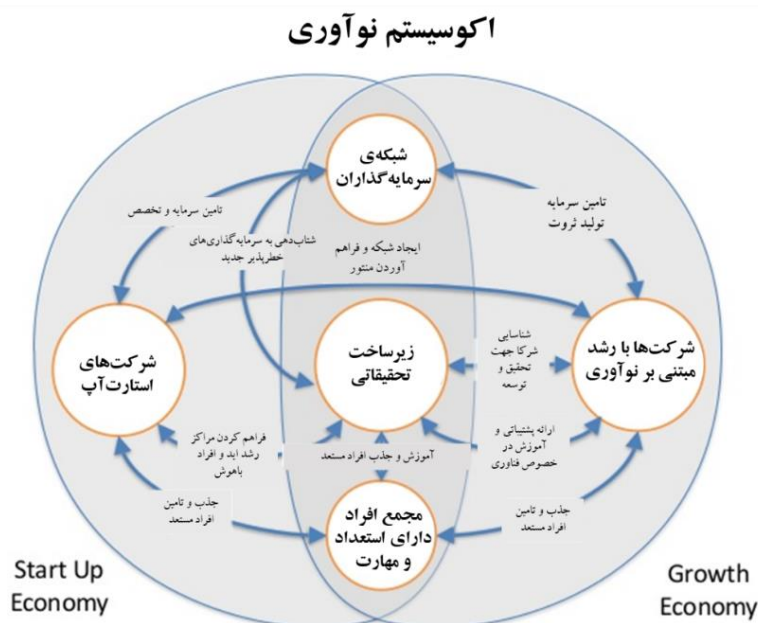 اکوسیستم نوآوری
شبکه‌ی
سرمایه‌گذاران
تامین سرمایه و تخصص
تامین سرمایه
تولید ثروت
شتاب‌دهی به سرمایه‌گذاری‌های
خطرپذیر جدید
ایجاد شبکه و فراهم
آوردن منتور
شرکت‌های
استارت‌آپ
زیرساخت
تحقیقاتی
شناسایی
شرکا جهت
تحقیق و
توسعه
شرکت‌ها با رشد
مبتنی بر نوآوری
فراهم کردن مراکز
رشد اید و افراد
باهوش
آموزش و جذب افراد مستعد
ارائه پشتیبانی و
آموزش در
خصوص فناوری
جذب و تامین
افراد مستعد
مجمع افراد
دارای استعداد
و مهارت
جذب و تامین
افراد مستعد
Start Up
Economy
Growth
Economy